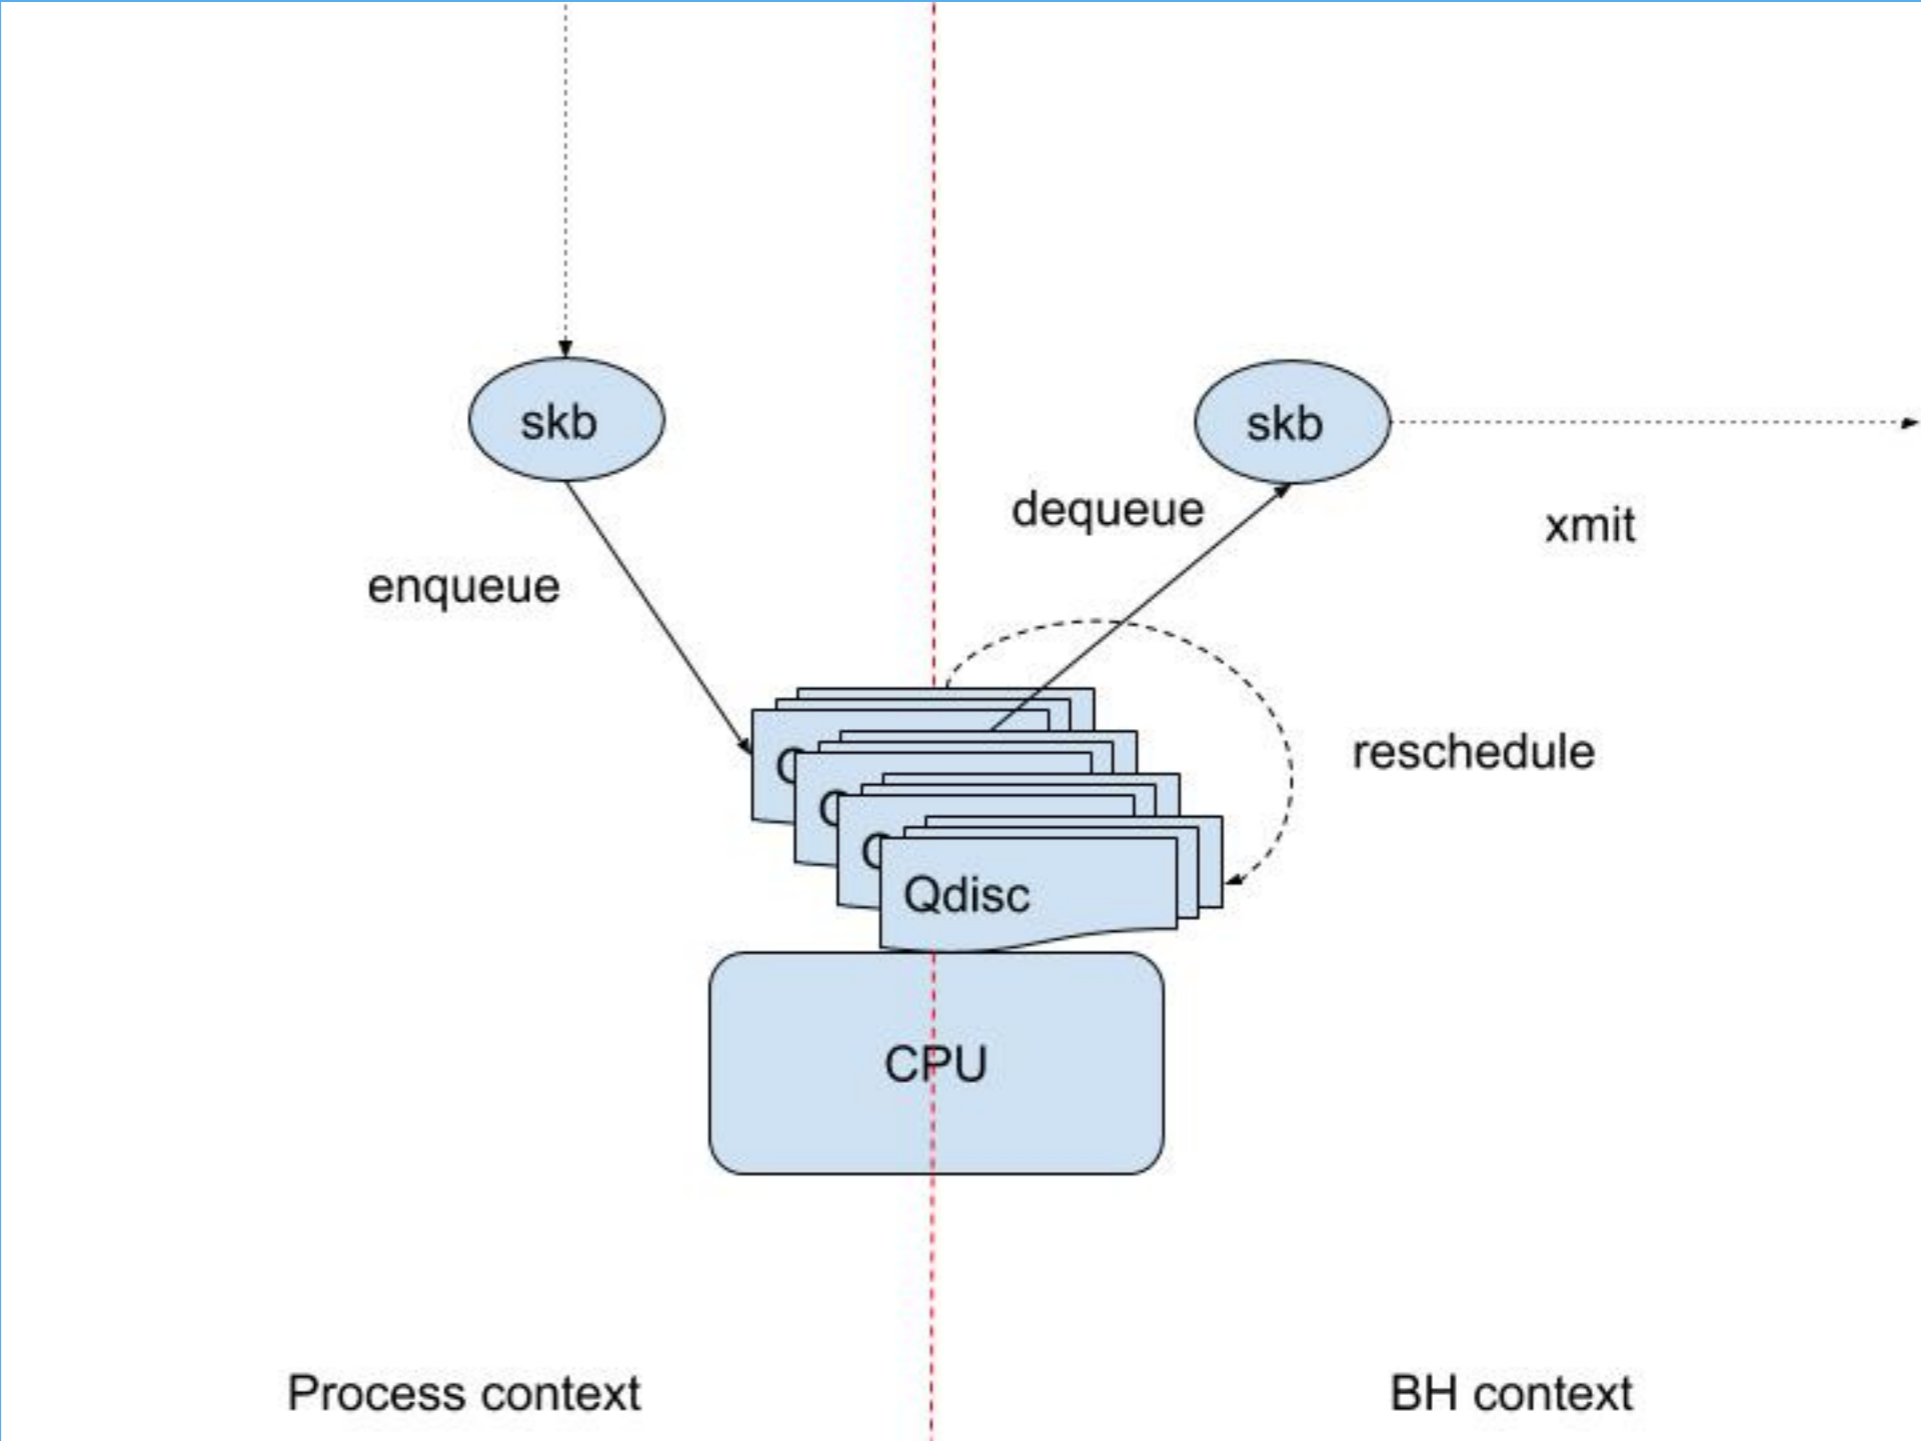 skb
skb
dequeue
xmit
enqueue
reschedule
Qdisc
CPU
Process context
BH context